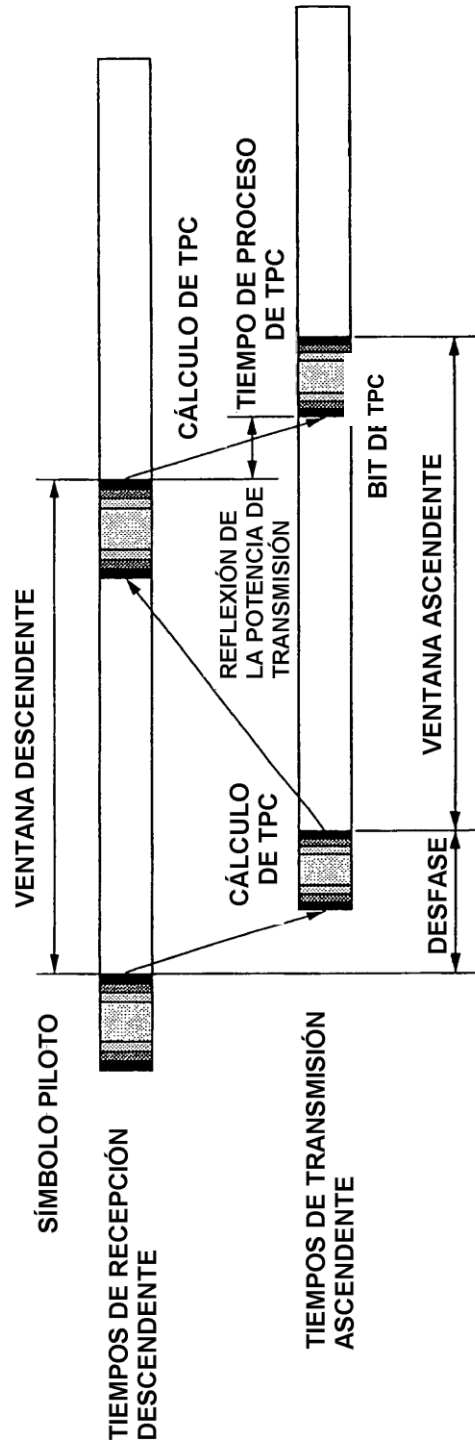 VENTANA DESCENDENTE
SÍMBOLO PILOTO
TIEMPOS DE RECEPCIÓN
DESCENDENTE
CÁLCULO DE TPC
CÁLCULO
DE TPC
REFLEXIÓN DE
LA POTENCIA DE
TRANSMISIÓN
TIEMPO DE PROCESO
DE TPC
TIEMPOS DE TRANSMISIÓN
ASCENDENTE
BIT DE TPC
DESFASE
VENTANA ASCENDENTE